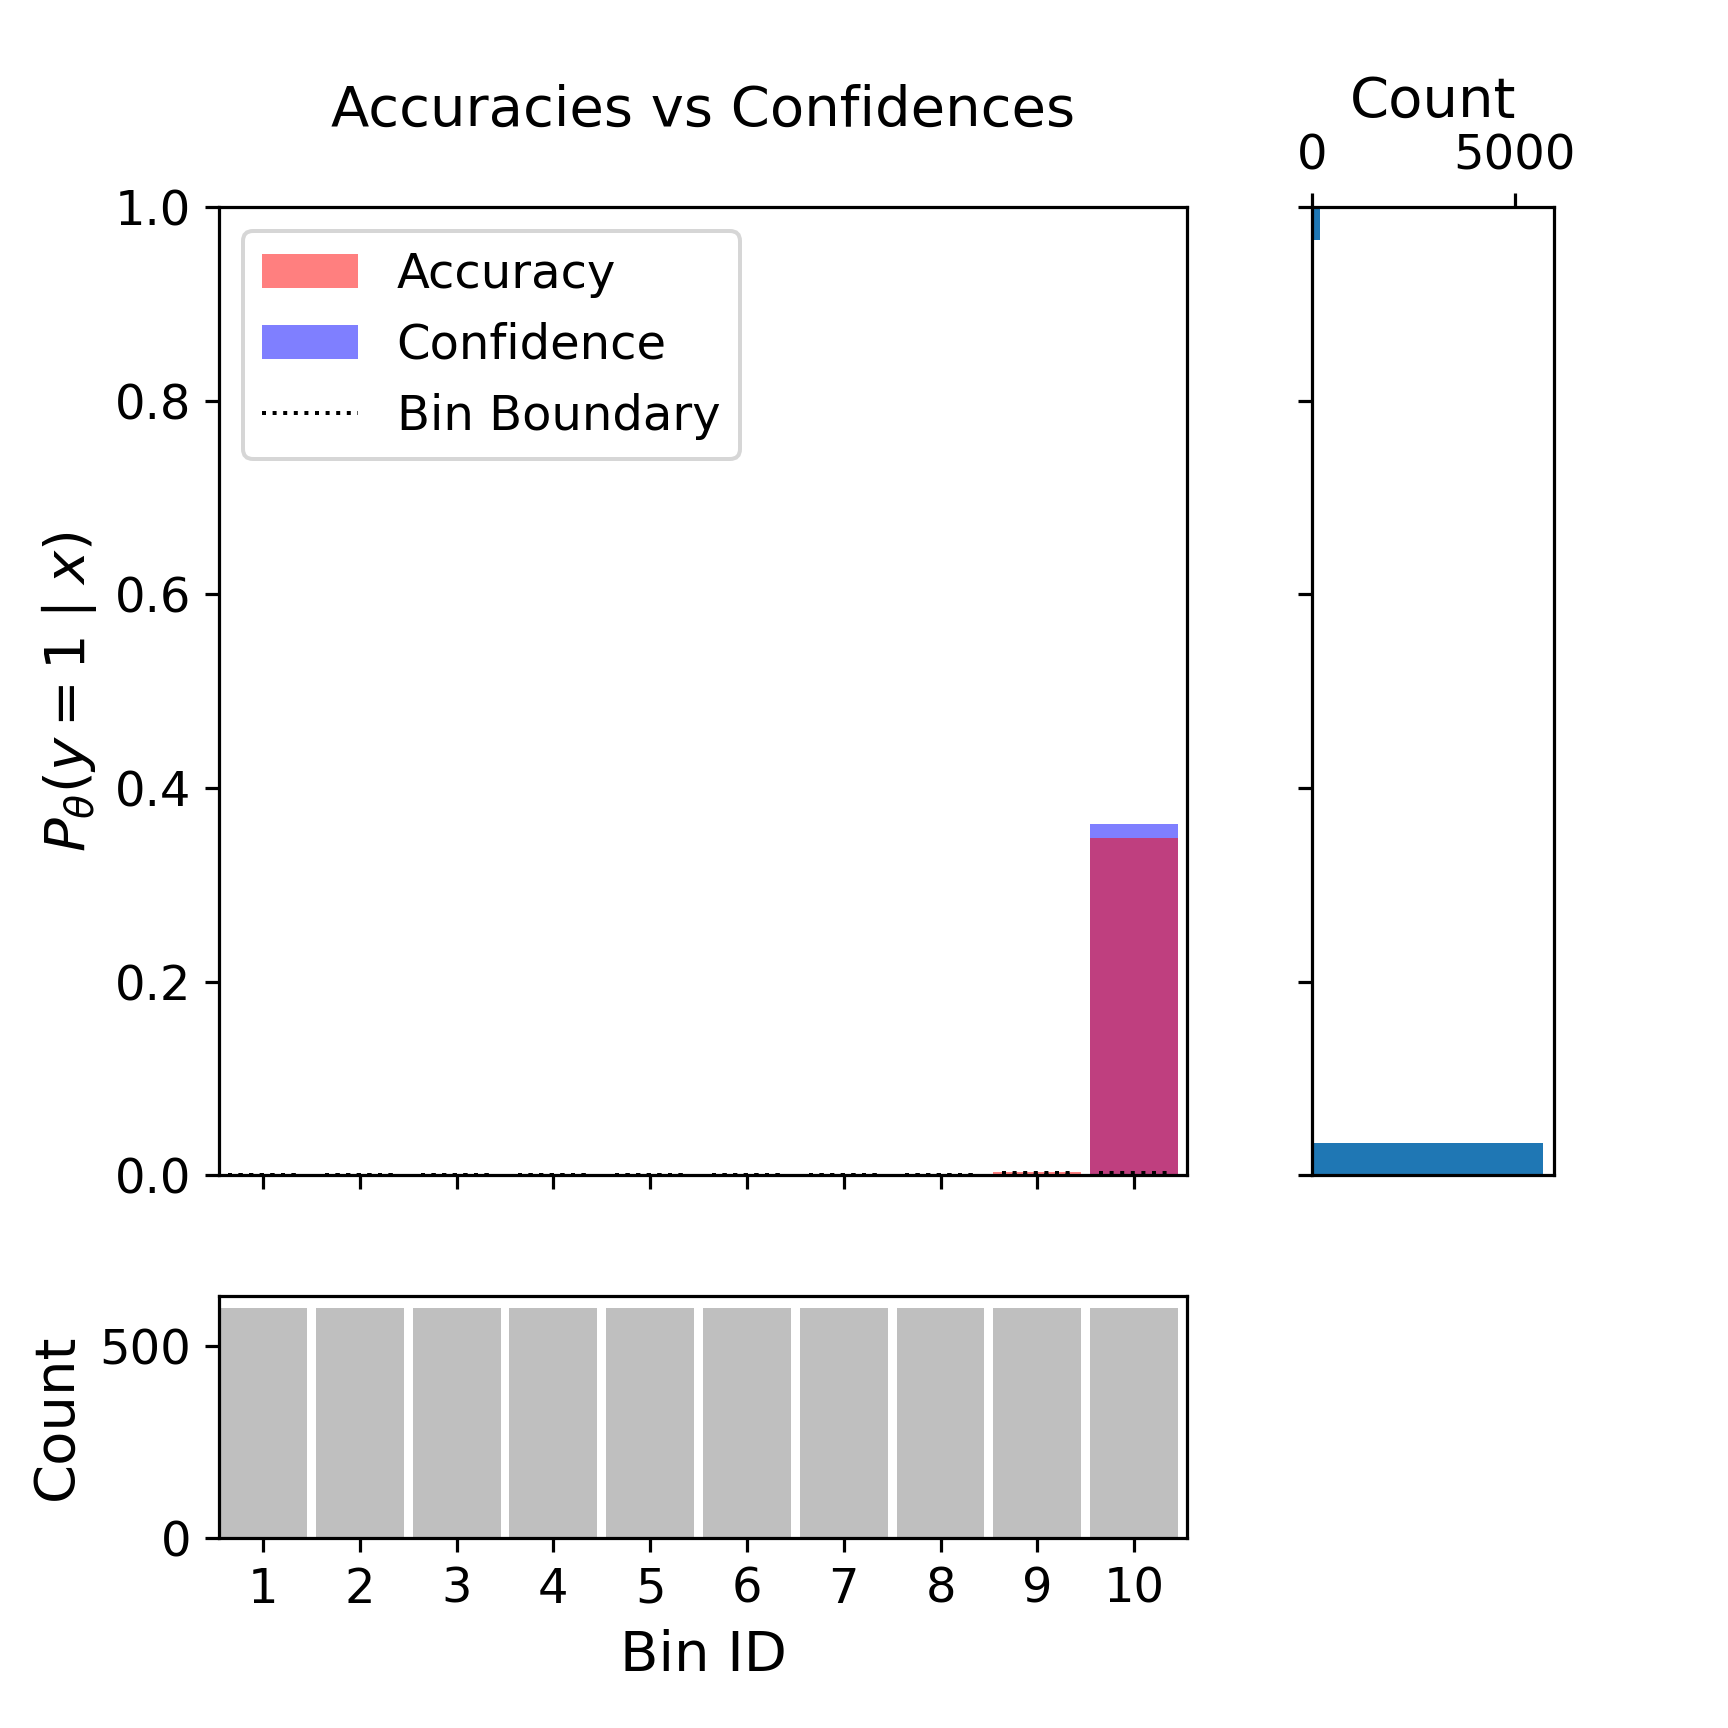 Accuracies vs Confidences
Count
0 5000
1.0
0.8
0.6
0.4
0.2
0.0
Accuracy
Confidence
Bin Boundary
P_θ(y = 1 | x)
500
0
Count
1 2 3 4 5 6 7 8 9 10
Bin ID